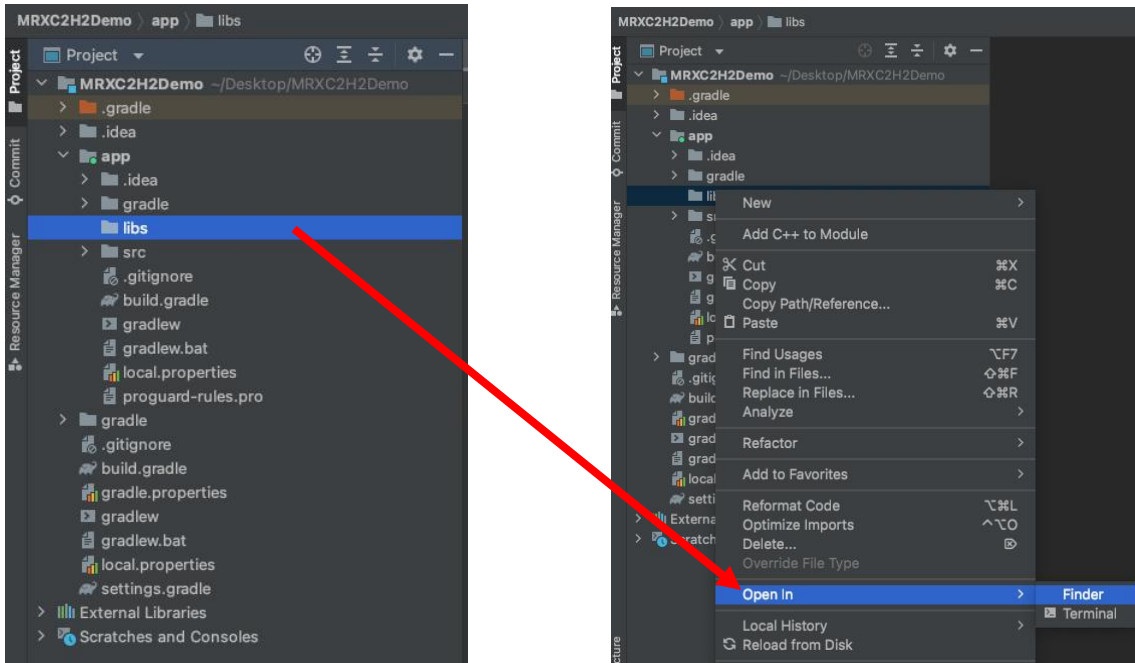 MRXC2H2Demo app libs
Project
Project
Commit
Resource Manager
MRXC2H2Demo ~/Desktop/MRXC2H2Demo
.gradle
.idea
app
.idea
gradle
libs
src
.gitignore
build.gradle
gradlew
gradlew.bat
local.properties
proguard-rules.pro
gradle
.gitignore
build.gradle
gradle.properties
gradlew
gradlew.bat
local.properties
settings.gradle
External Libraries
Scratches and Consoles
MRXC2H2Demo app libs
Project
Project
Commit
Resource Manager
MRXC2H2Demo ~/Desktop/MRXC2H2Demo
.gradle
.idea
app
.idea
gradle
New
Add C++ to Module
Cut ⌘X
Copy ⌘C
Copy Path/Reference...
Paste ⌘V
Find Usages ⌥F7
Find in Files... ⇧⌘F
Replace in Files... ⇧⌘R
Analyze
Refactor
Add to Favorites
Reformat Code ⌥⌘L
Optimize Imports ^⌥O
Delete... ⌦
Override File Type
Open In
Finder
Terminal
Local History
Reload from Disk